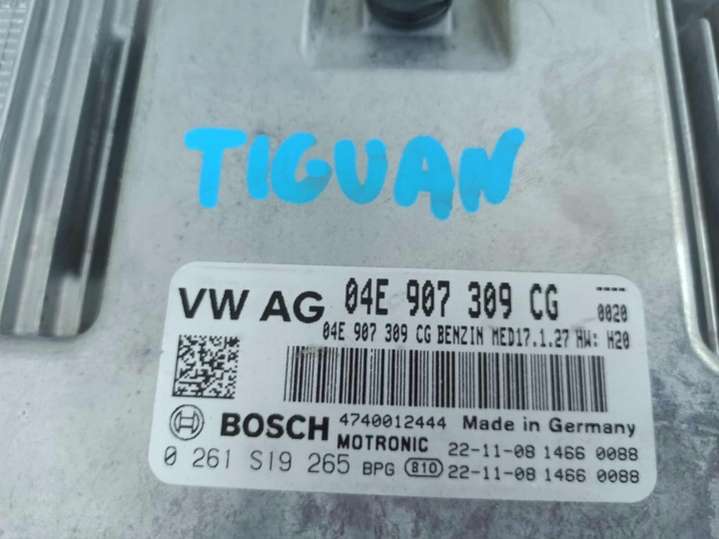 TIGUAN
VW AG 04E 907 309 CG ----
0020
04E 907 309 CG BENZIN MED17.1.27 HW: H20
BOSCH 4740012444 Made in Germany
MOTRONIC 22-11-08 1466 0088
0 261 S19 265 BPG 810 22-11-08 1466 0088